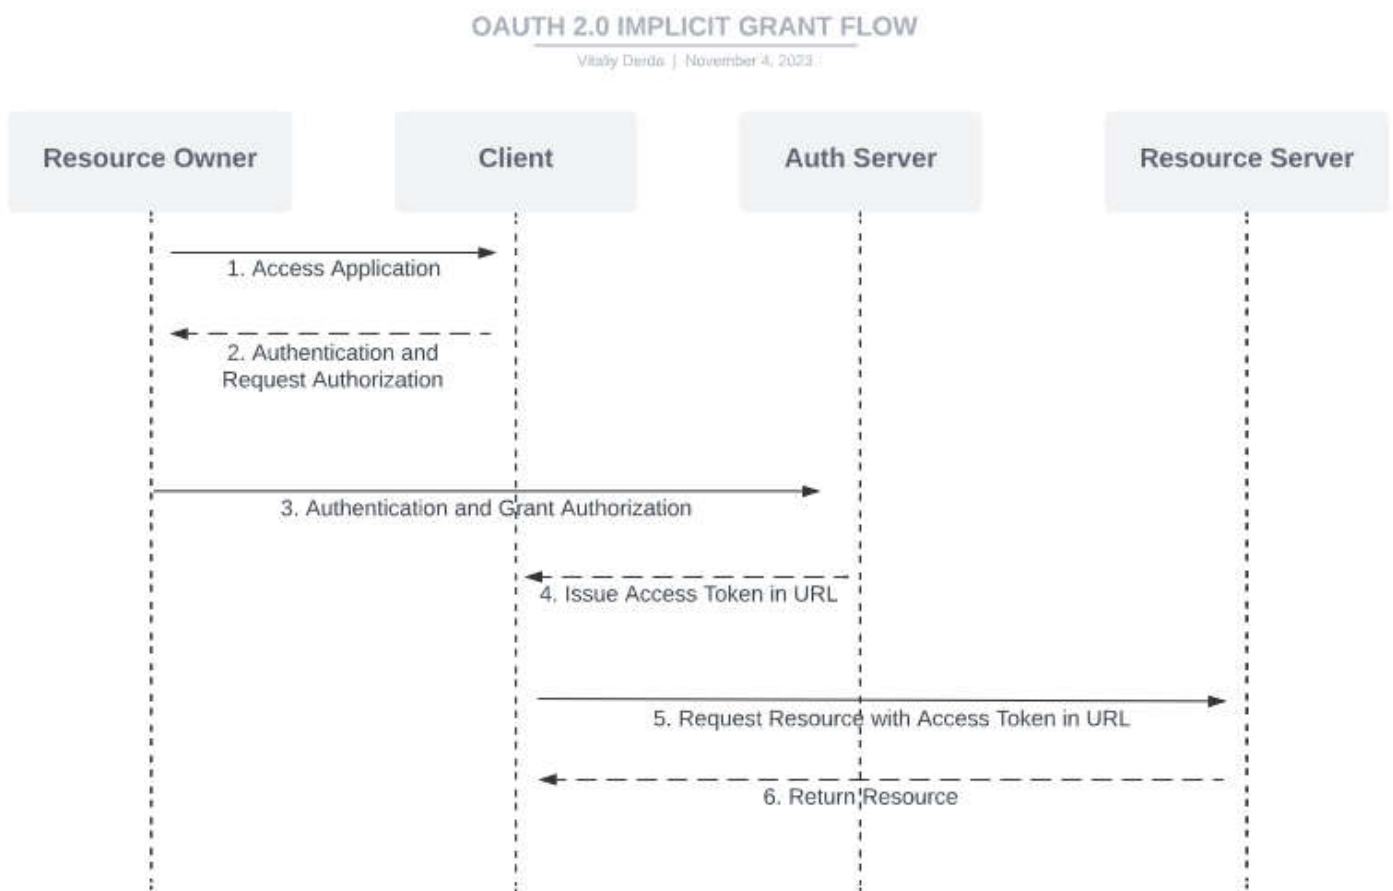 OAUTH 2.0 IMPLICIT GRANT FLOW
Vitaliy Derda | November 4, 2023
Resource Owner
Client
Auth Server
Resource Server
1. Access Application
2. Authentication and
Request Authorization
3. Authentication and Grant Authorization
4. Issue Access Token in URL
5. Request Resource with Access Token in URL
6. Return Resource